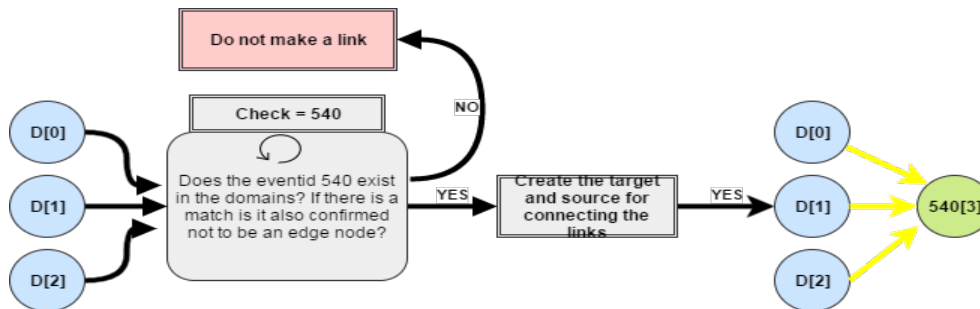 Do not make a link
NO
Check = 540
D[0]
D[1]
D[2]
Does the eventid 540 exist
in the domains? If there is a
match is it also confirmed
not to be an edge node?
YES
Create the target
and source for
connecting the
links
YES
D[0]
D[1]
D[2]
540[3]